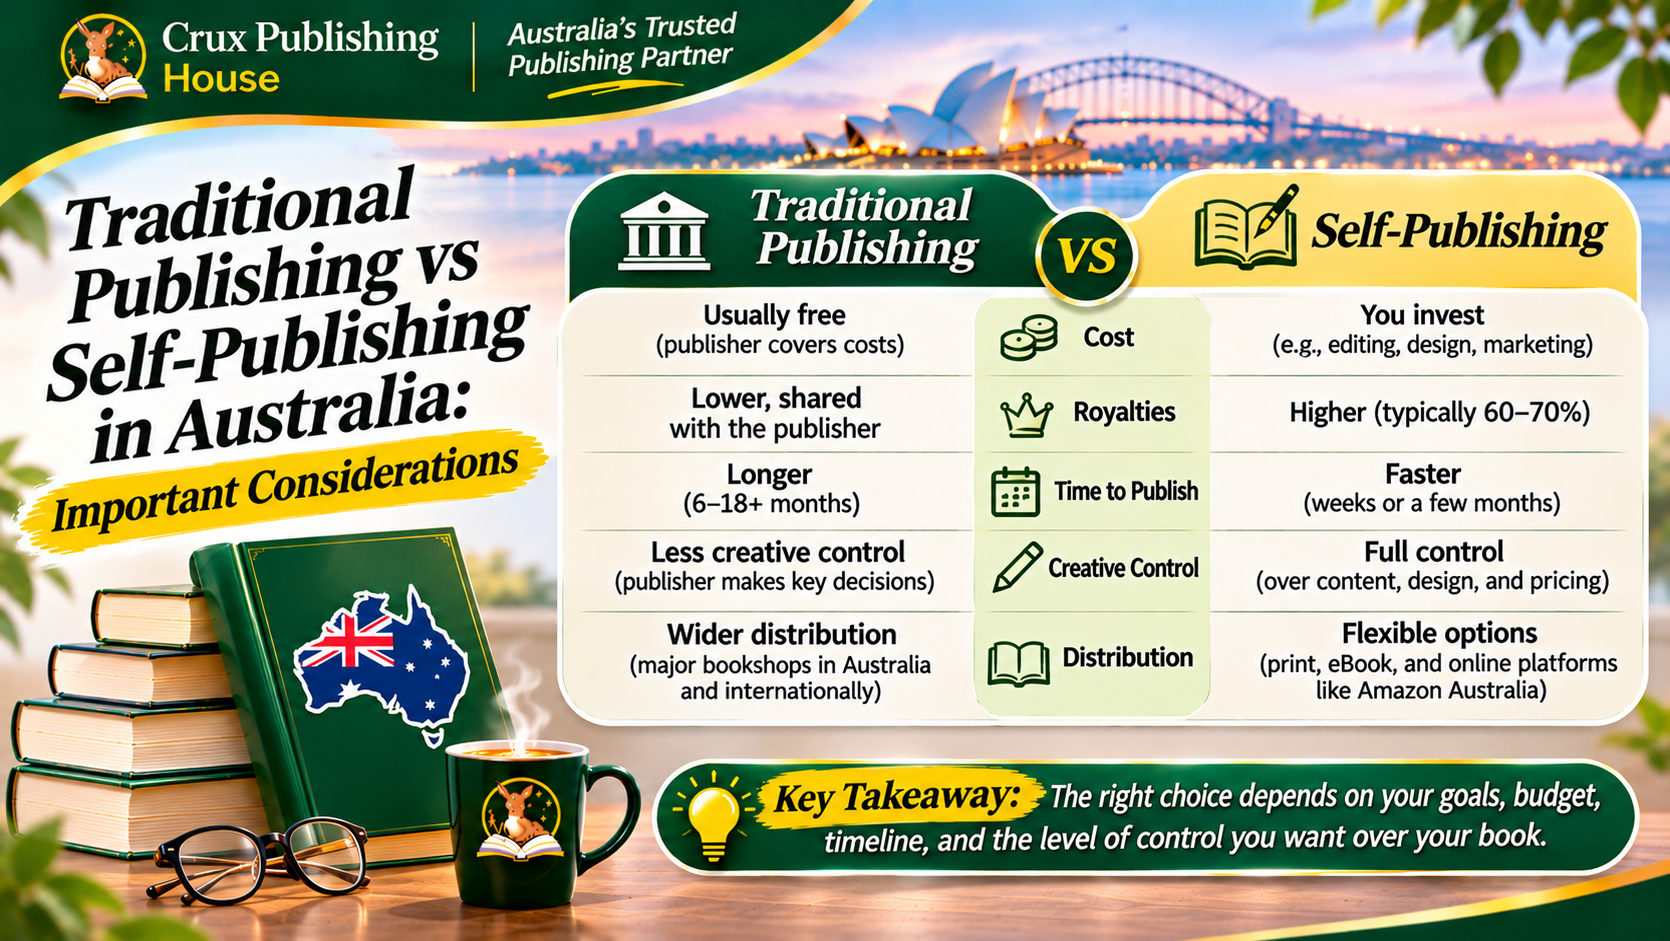 Crux Publishing
House
Australia's Trusted
Publishing Partner
Traditional
Publishing vs
Self-Publishing
in Australia:
Important Considerations
Traditional
Publishing
VS
Self-Publishing
Usually free
(publisher covers costs)
Cost
You invest
(e.g., editing, design, marketing)
Lower, shared
with the publisher
Royalties
Higher (typically 60–70%)
Longer
(6–18+ months)
Time to Publish
Faster
(weeks or a few months)
Less creative control
(publisher makes key decisions)
Creative Control
Full control
(over content, design, and pricing)
Wider distribution
(major bookshops in Australia
and internationally)
Distribution
Flexible options
(print, eBook, and online platforms
like Amazon Australia)
Key Takeaway: The right choice depends on your goals, budget,
timeline, and the level of control you want over your book.